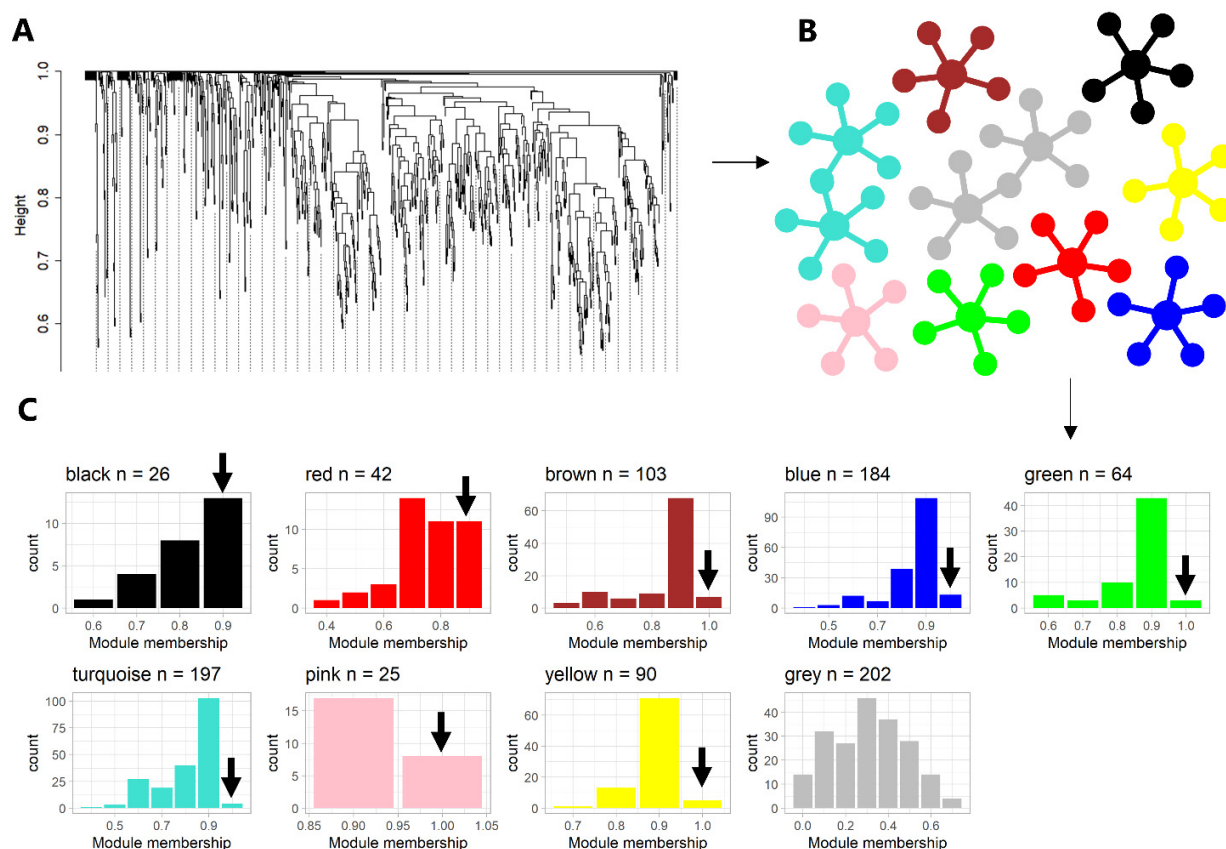 A
B
1.0
0.9
0.8
0.7
0.6
Height
C
black n = 26
red n = 42
brown n = 103
blue n = 184
green n = 64
count
10
5
0
0.6 0.7 0.8 0.9
Module membership
count
10
5
0
0.4 0.6 0.8
Module membership
count
60
40
20
0
0.6 0.8 1.0
Module membership
count
90
60
30
0
0.5 0.7 0.9
Module membership
count
40
30
20
10
0
0.6 0.7 0.8 0.9 1.0
Module membership
turquoise n = 197
pink n = 25
yellow n = 90
grey n = 202
count
100
75
50
25
0
0.5 0.7 0.9
Module membership
count
15
10
5
0
0.85 0.90 0.95 1.00 1.05
Module membership
count
60
40
20
0
0.7 0.8 0.9 1.0
Module membership
count
40
30
20
10
0
0.0 0.2 0.4 0.6
Module membership